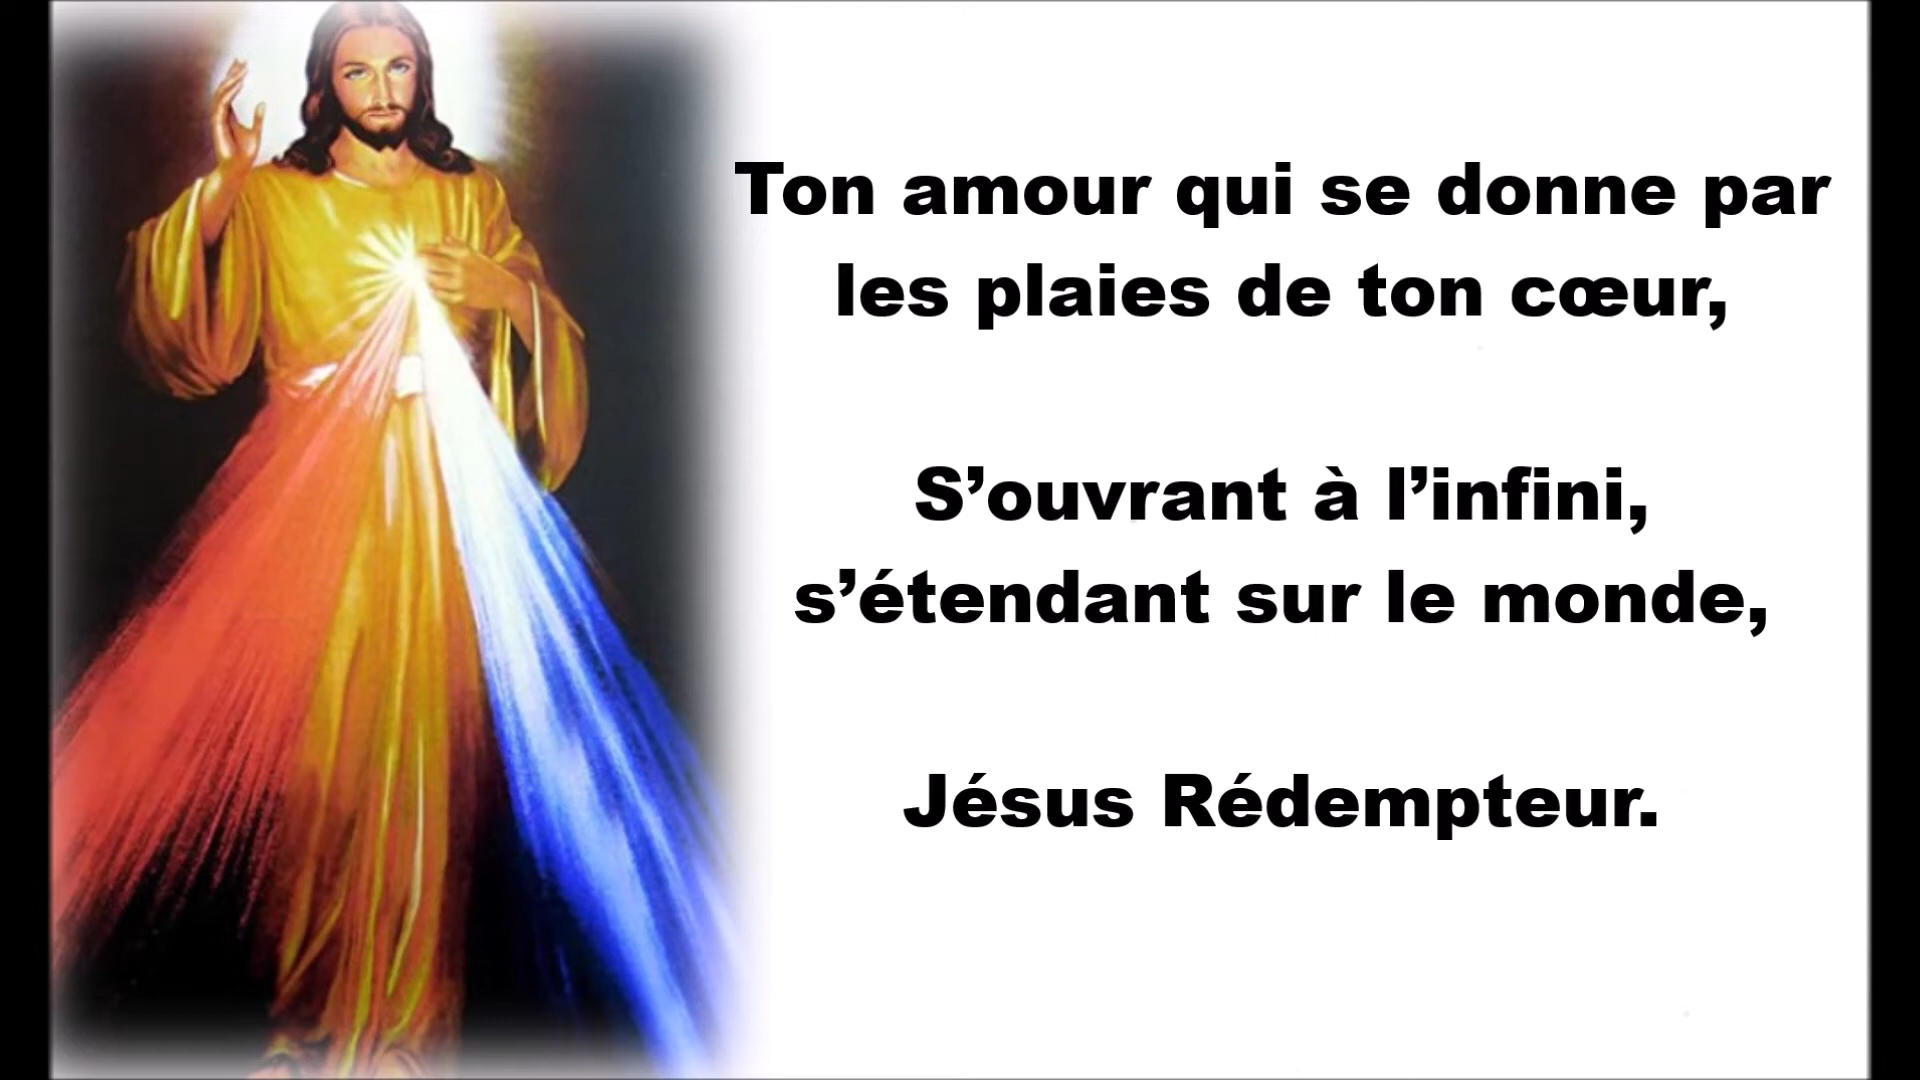 Ton amour qui se donne par
les plaies de ton cœur,
S’ouvrant à l’infini,
s’étendant sur le monde,
Jésus Rédempteur.